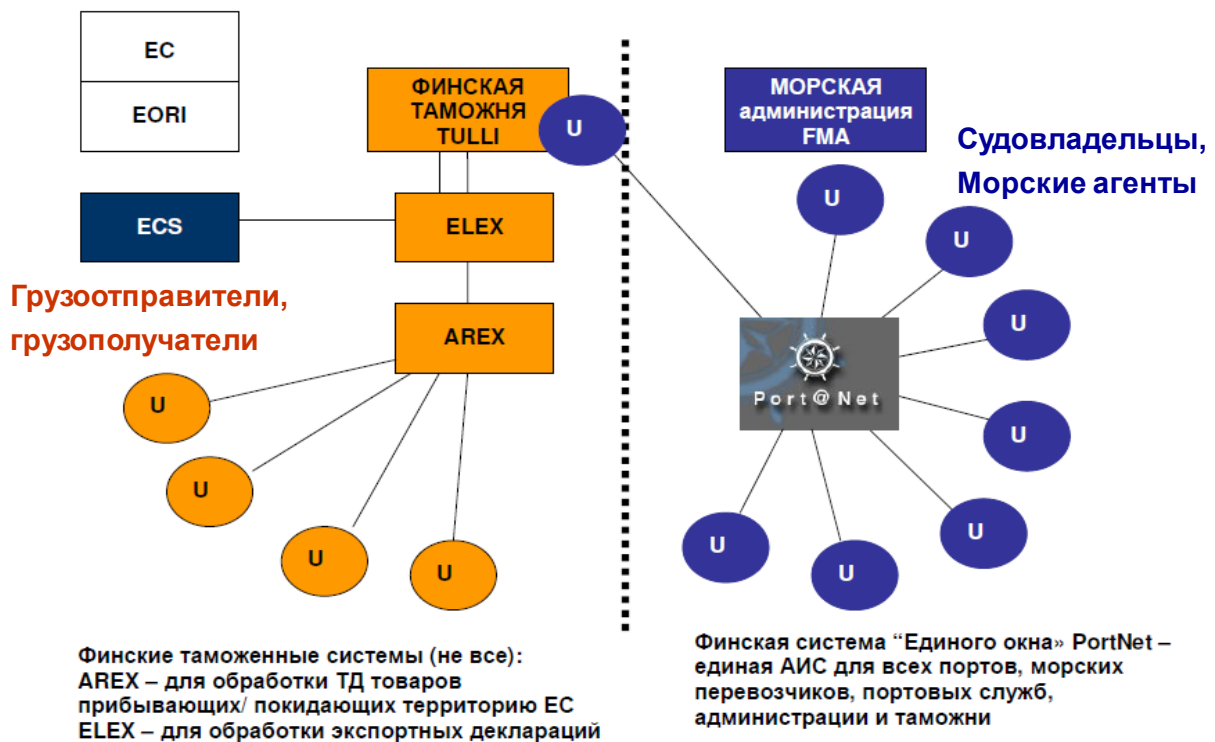 ЕС
EORI
ECS
Грузоотправители,
грузополучатели
ФИНСКАЯ
ТАМОЖНЯ
TULLI
U
ELEX
AREX
U
U
U
U
МОРСКАЯ
администрация
FMA
Судовладельцы,
Морские агенты
U
U
U
U
U
U
U
Port@Net
Финские таможенные системы (не все):
AREX – для обработки ТД товаров
прибывающих/ покидающих территорию ЕС
ELEX – для обработки экспортных деклараций
Финская система “Единого окна» PortNet –
единая АИС для всех портов, морских
перевозчиков, портовых служб,
администрации и таможни